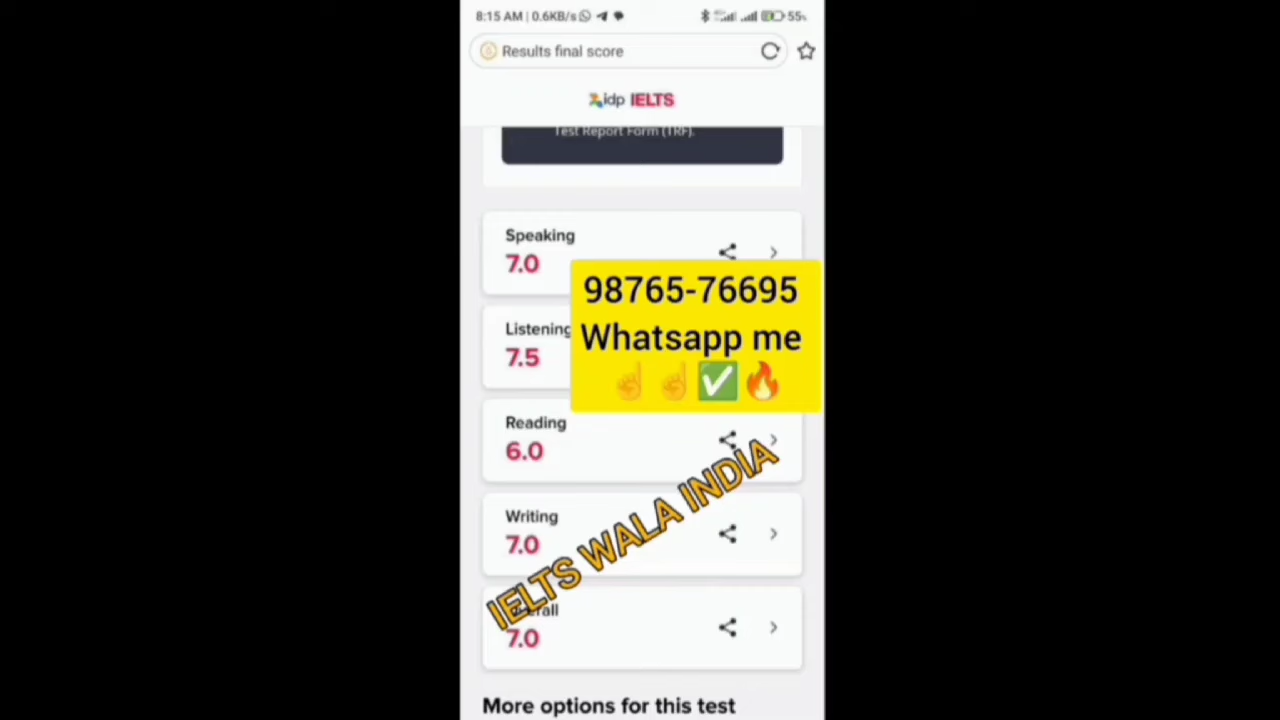 8:15 AM | 0.6KB/s
55%
Results final score
idp IELTS
Test Report Form (TRF).
Speaking
7.0
98765-76695
Whatsapp me
☝☝✅🔥
Listening
7.5
Reading
6.0
IELTS WALA INDIA
Writing
7.0
Overall
7.0
More options for this test